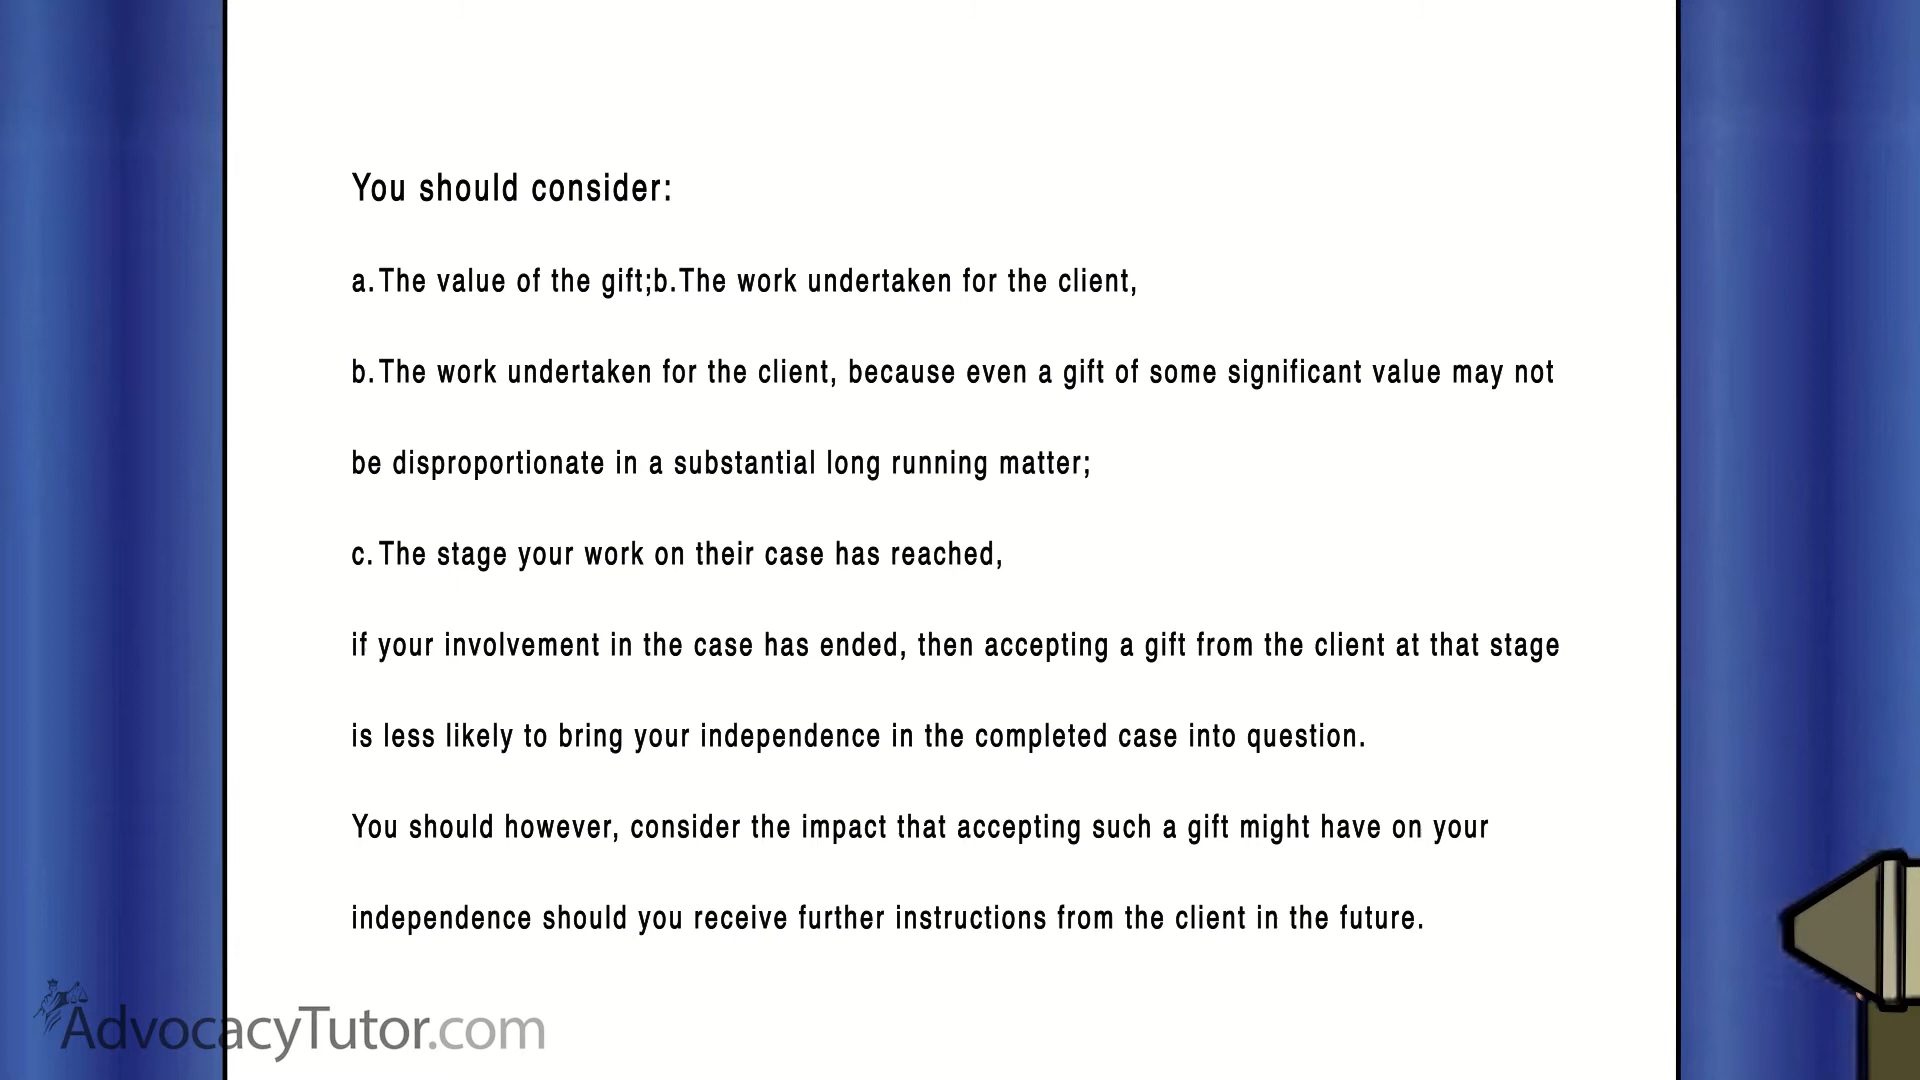 You should consider:
a. The value of the gift;b.The work undertaken for the client,
b. The work undertaken for the client, because even a gift of some significant value may not
be disproportionate in a substantial long running matter;
c. The stage your work on their case has reached,
if your involvement in the case has ended, then accepting a gift from the client at that stage
is less likely to bring your independence in the completed case into question.
You should however, consider the impact that accepting such a gift might have on your
independence should you receive further instructions from the client in the future.
AdvocacyTutor.com